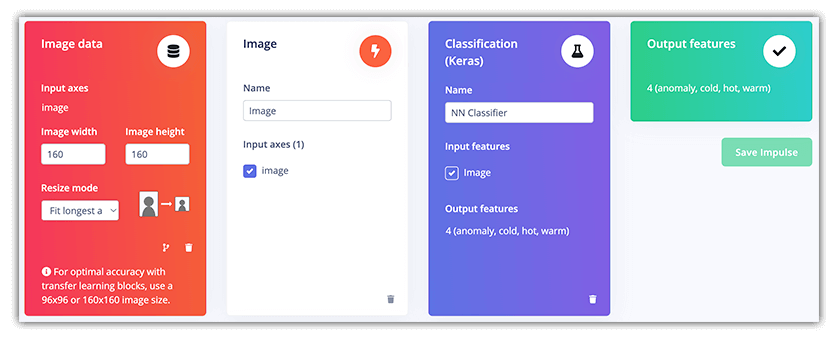 Image data
Input axes
image
Image width
Image height
160
160
Resize mode
Fit longest a
For optimal accuracy with
transfer learning blocks, use a
96x96 or 160x160 image size.
Image
Name
Image
Input axes (1)
image
Classification
(Keras)
Name
NN Classifier
Input features
Image
Output features
4 (anomaly, cold, hot, warm)
Output features
4 (anomaly, cold, hot, warm)
Save Impulse